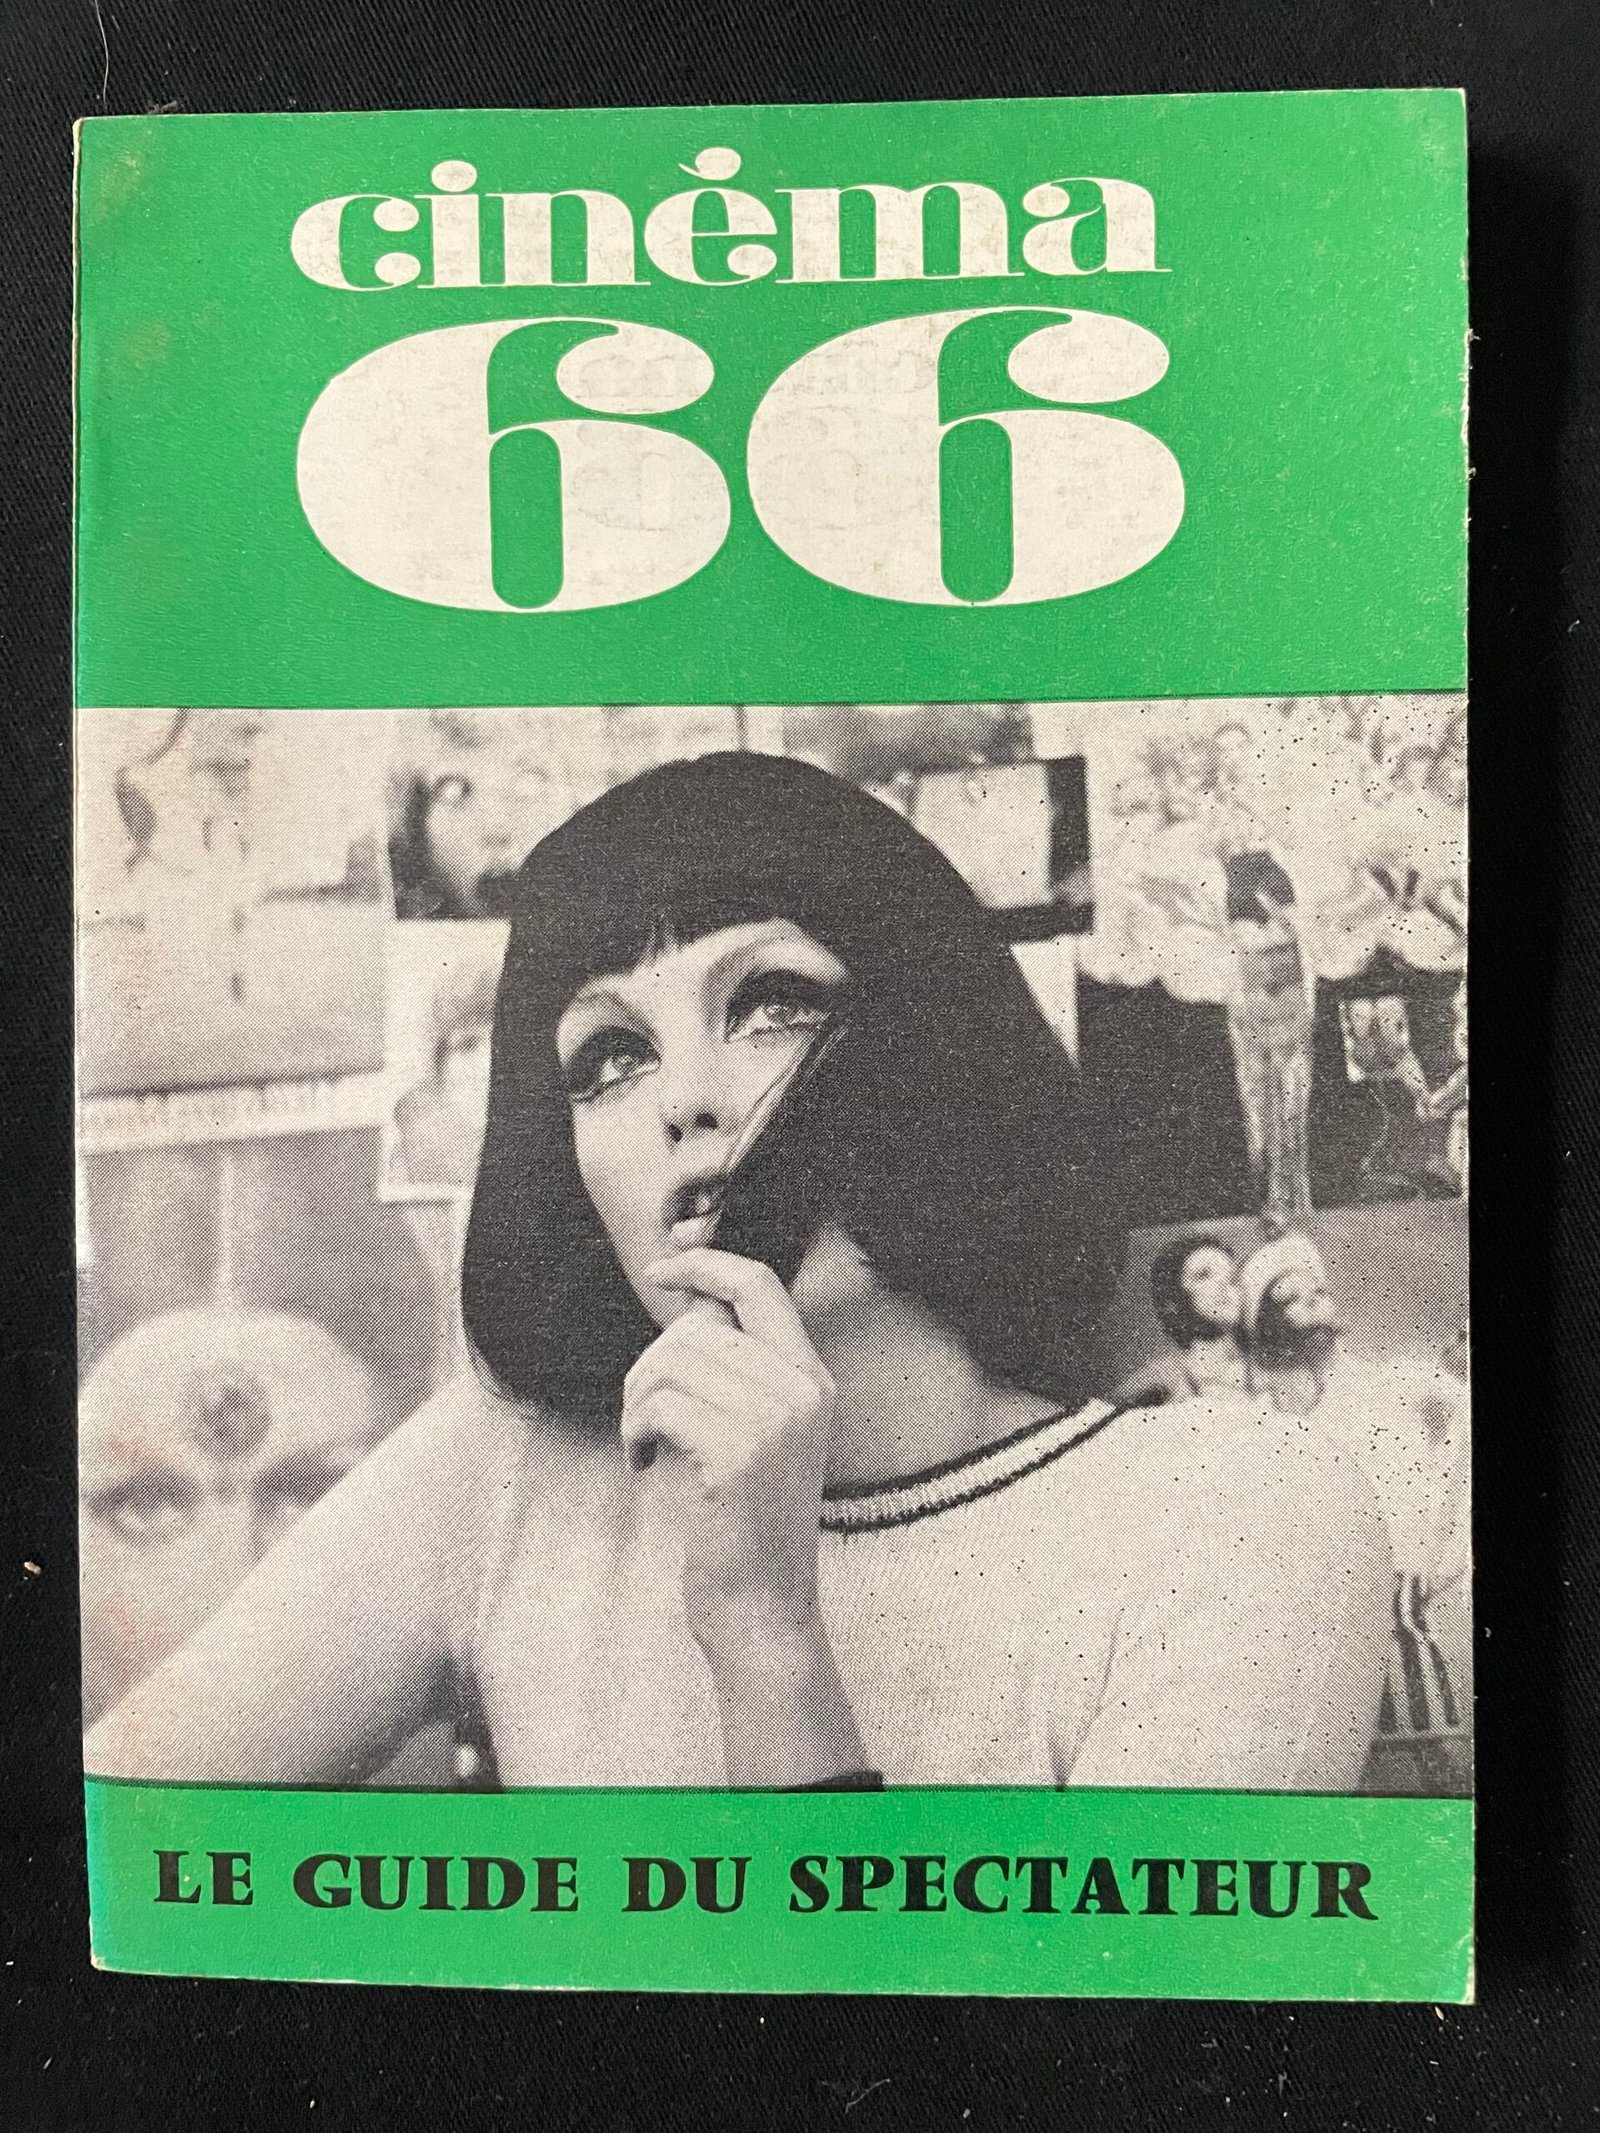 cinéma
66
LE GUIDE DU SPECTATEUR